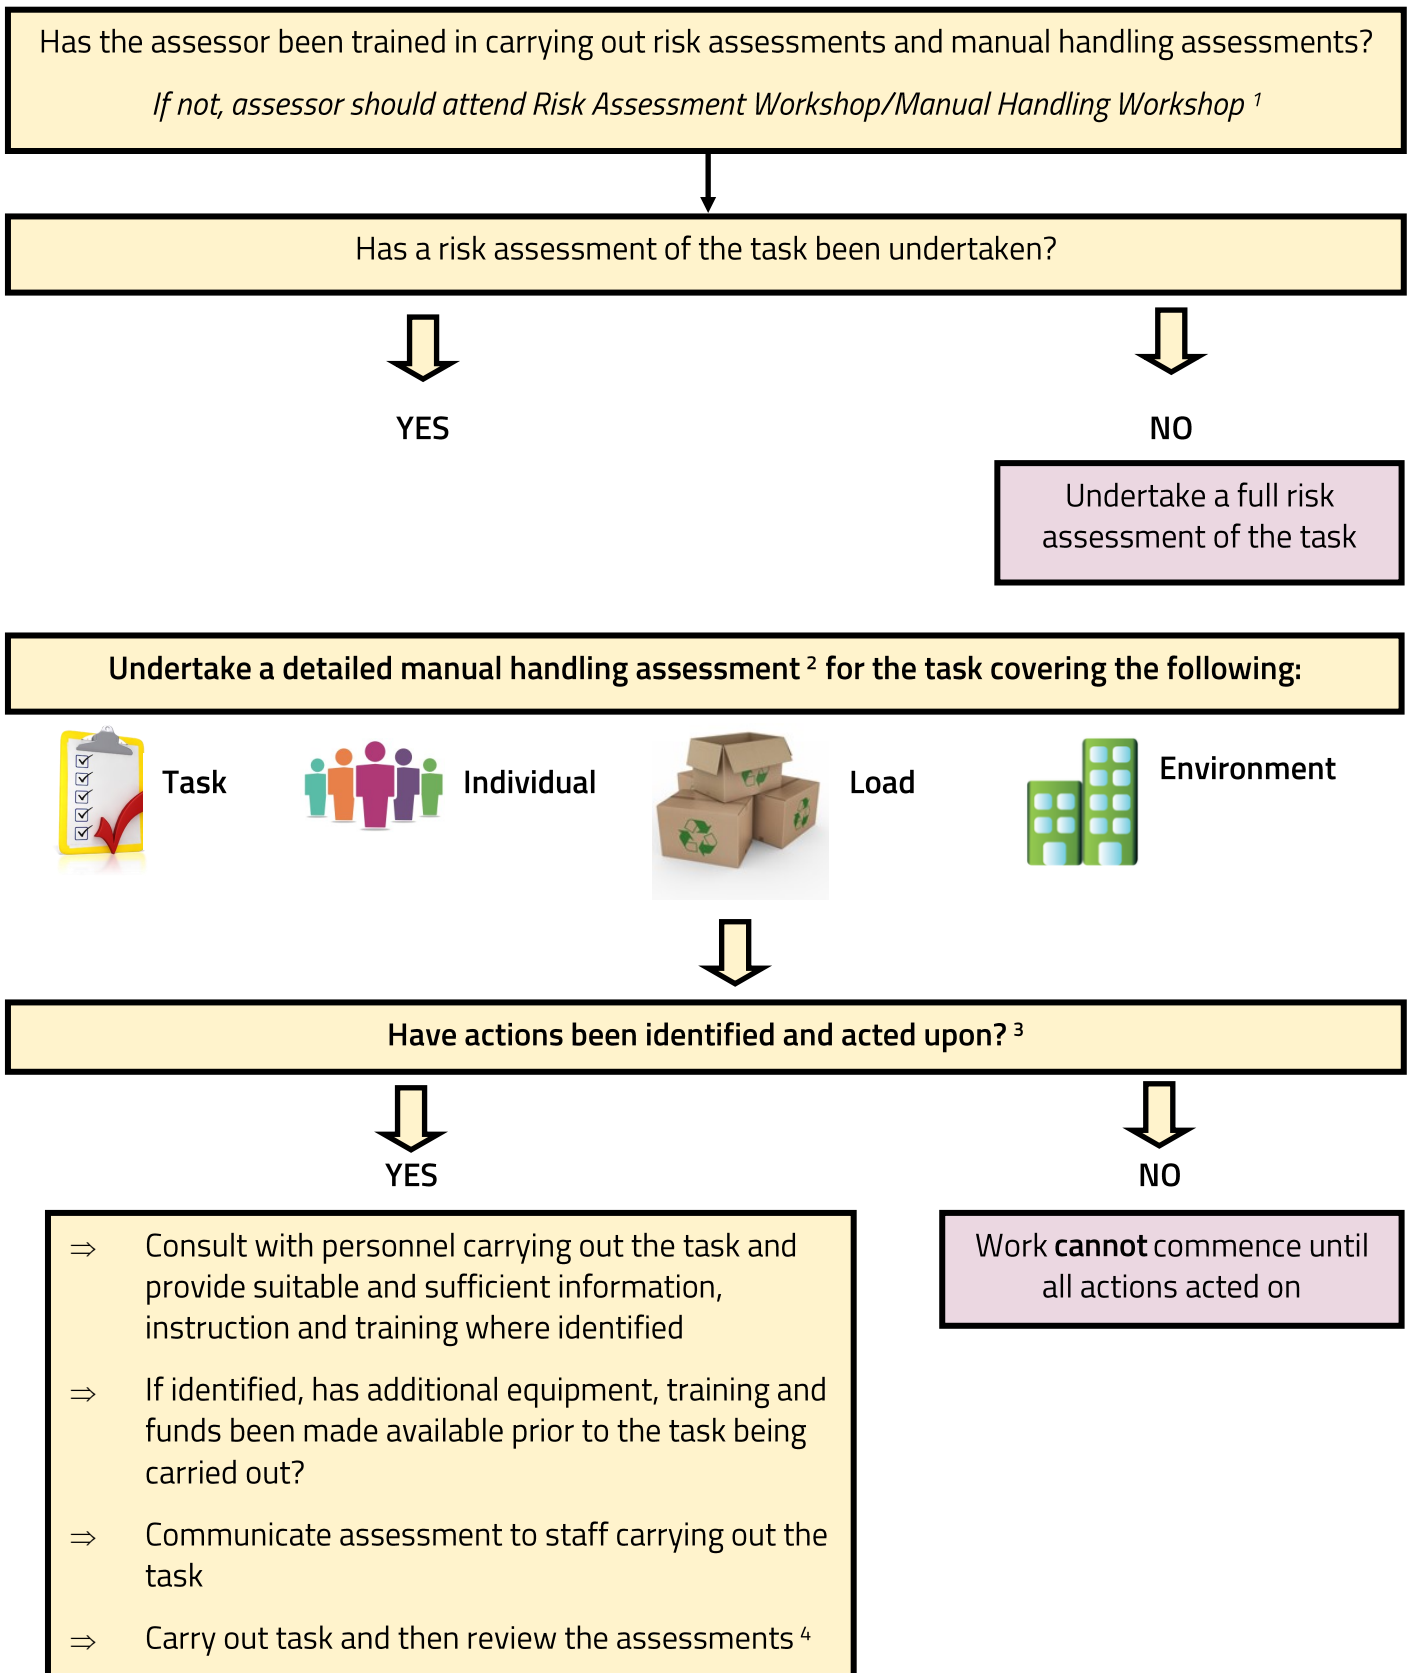 Has the assessor been trained in carrying out risk assessments and manual handling assessments?
If not, assessor should attend Risk Assessment Workshop/Manual Handling Workshop 1
Has a risk assessment of the task been undertaken?
YES
NO
Undertake a full risk
assessment of the task
Undertake a detailed manual handling assessment 2 for the task covering the following:
Task
Individual
Load
Environment
Have actions been identified and acted upon? 3
YES
NO
⇒ Consult with personnel carrying out the task and
provide suitable and sufficient information,
instruction and training where identified
⇒ If identified, has additional equipment, training and
funds been made available prior to the task being
carried out?
⇒ Communicate assessment to staff carrying out the
task
⇒ Carry out task and then review the assessments 4
Work cannot commence until
all actions acted on